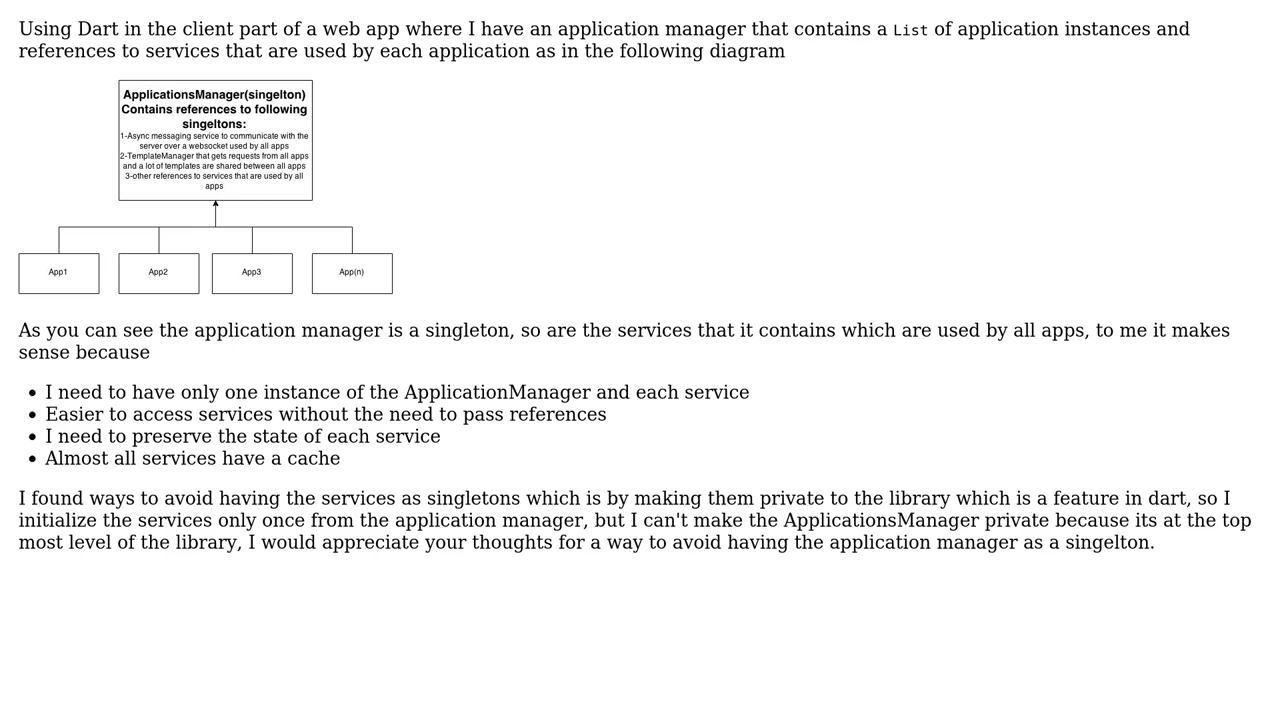 Using Dart in the client part of a web app where I have an application manager that contains a List of application instances and
references to services that are used by each application as in the following diagram
ApplicationsManager(singelton)
Contains references to following
singeltons:
1-Async messaging service to communicate with the
server over a websocket used by all apps
2-TemplateManager that gets requests from all apps
and a lot of templates are shared between all apps
3-other references to services that are used by all
apps
App1
App2
App3
App(n)
As you can see the application manager is a singleton, so are the services that it contains which are used by all apps, to me it makes
sense because
• I need to have only one instance of the ApplicationManager and each service
• Easier to access services without the need to pass references
• I need to preserve the state of each service
• Almost all services have a cache
I found ways to avoid having the services as singletons which is by making them private to the library which is a feature in dart, so I
initialize the services only once from the application manager, but I can't make the ApplicationsManager private because its at the top
most level of the library, I would appreciate your thoughts for a way to avoid having the application manager as a singelton.